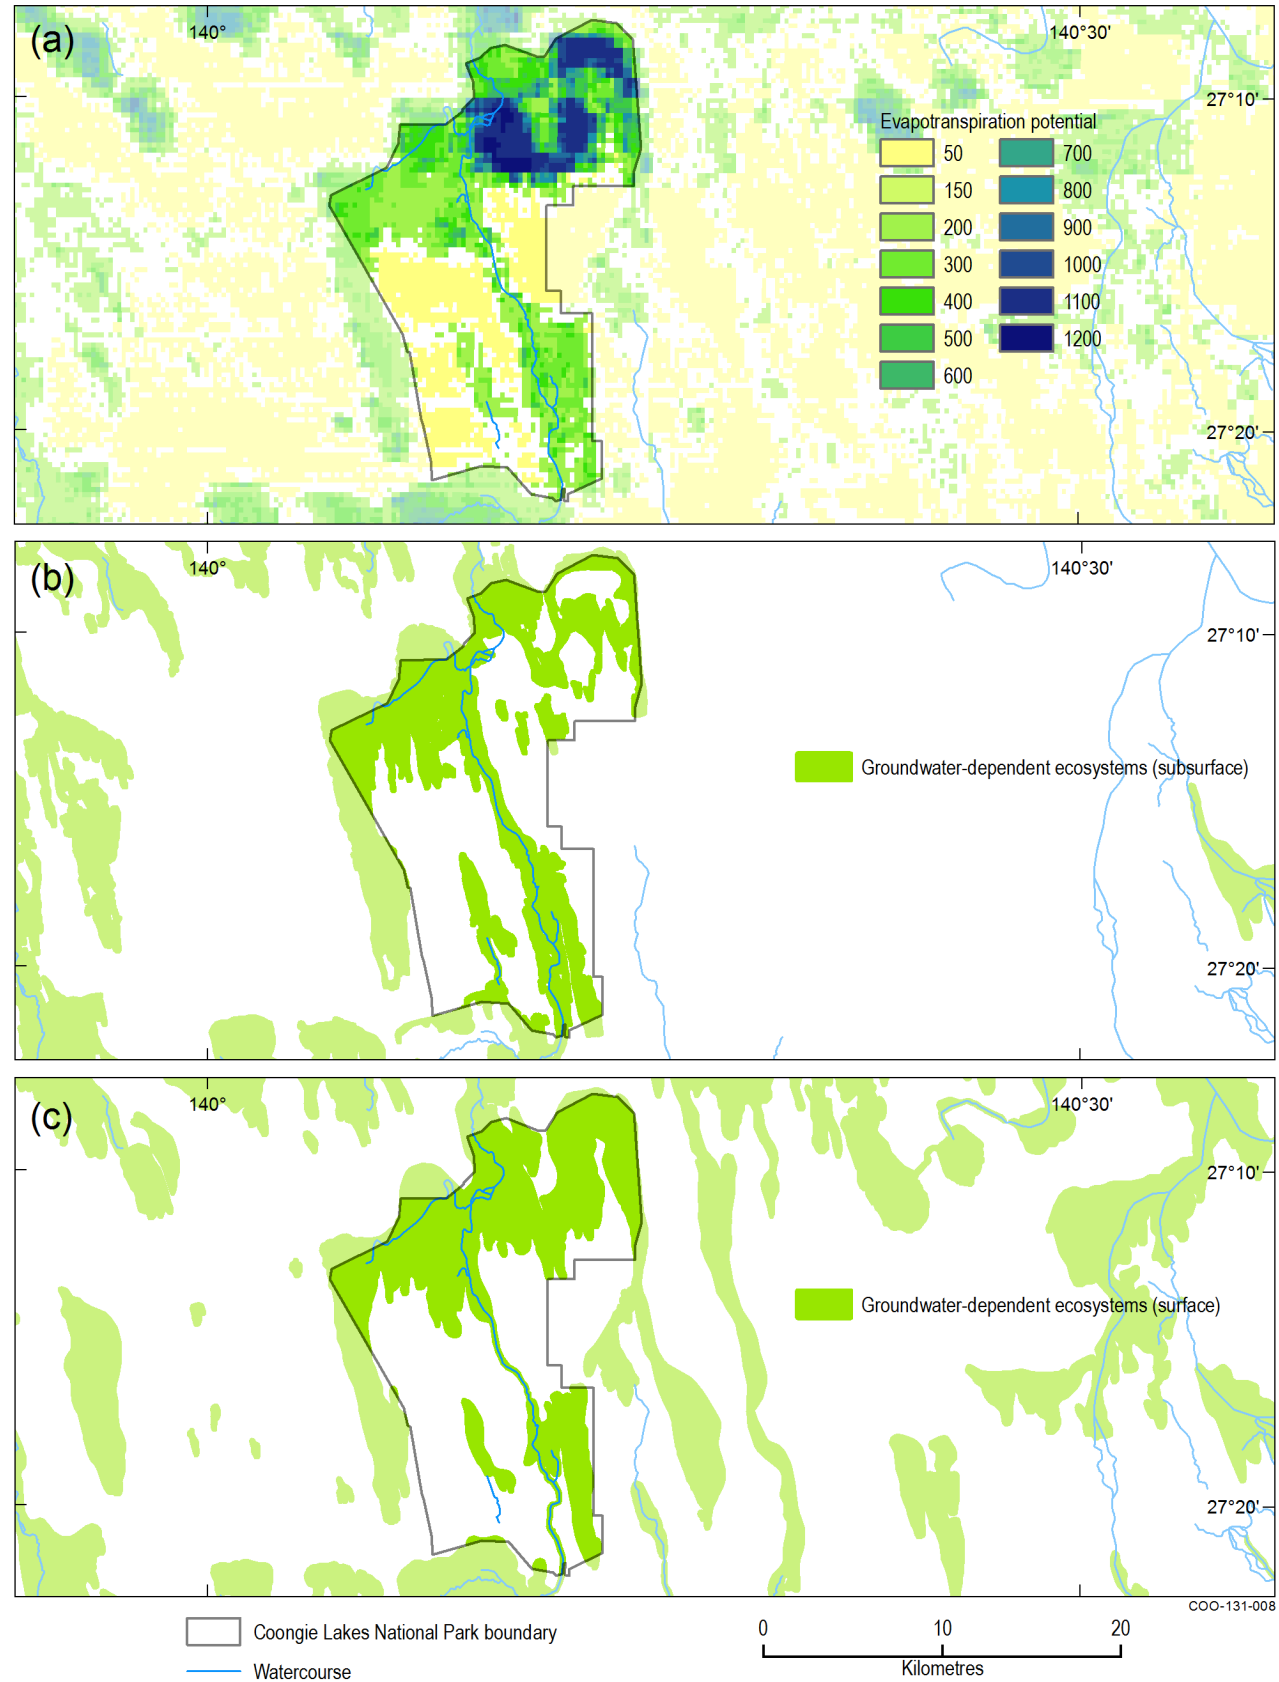 (a)
140°
140°30'
27°10'
Evapotranspiration potential
50
150
200
300
400
500
600
700
800
900
1000
1100
1200
27°20'
(b)
140°
140°30'
27°10'
Groundwater-dependent ecosystems (subsurface)
27°20'
(c)
140°
140°30'
27°10'
Groundwater-dependent ecosystems (surface)
27°20'
COO-131-008
Coongie Lakes National Park boundary
Watercourse
0 10 20
Kilometres